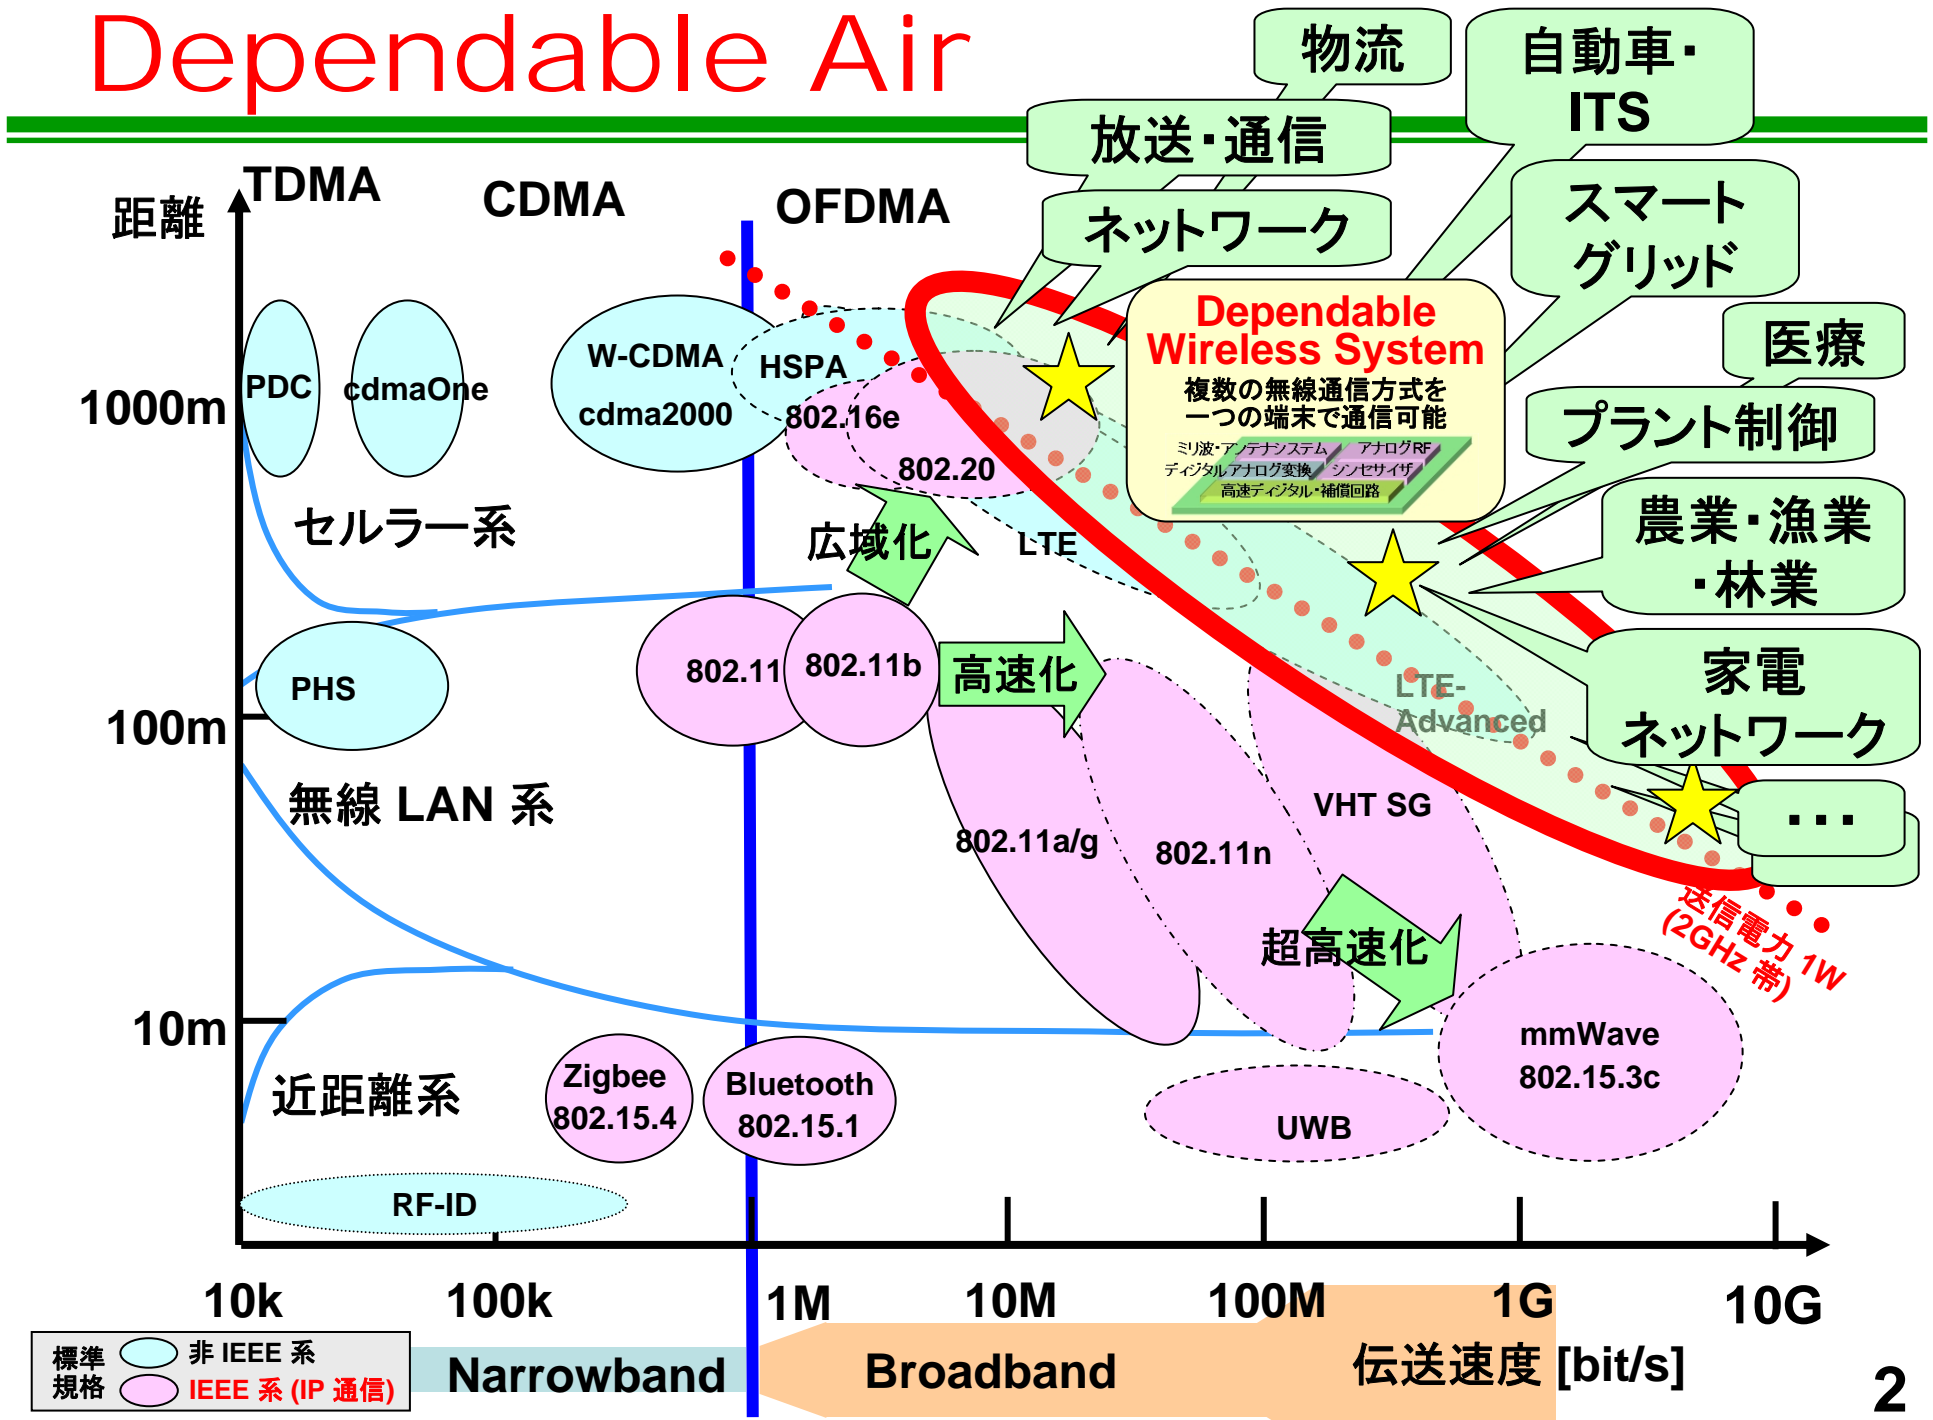 Dependable Air
物流
自動車・
ITS
放送・通信
ネットワーク
スマート
グリッド
医療
プラント制御
農業・漁業
・林業
家電
ネットワーク
・・・
TDMA
CDMA
OFDMA
距離
1000m
100m
10m
PDC
cdmaOne
W-CDMA
cdma2000
HSPA
802.16e
802.20
LTE
Dependable
Wireless System
複数の無線通信方式を
一つの端末で通信可能
ミリ波・アンテナシステム
アナログRF
ディジタルアナログ変換
シンセサイザ
高速ディジタル・補償回路
セルラー系
広域化
PHS
802.11
802.11b
高速化
LTE-
Advanced
無線 LAN 系
802.11a/g
802.11n
VHT SG
超高速化
送信電力 1W
(2GHz 帯)
近距離系
Zigbee
802.15.4
Bluetooth
802.15.1
UWB
mmWave
802.15.3c
RF-ID
10k
100k
1M
10M
100M
1G
10G
標準
規格
非 IEEE 系
IEEE 系 (IP 通信)
Narrowband
Broadband
伝送速度 [bit/s]
2